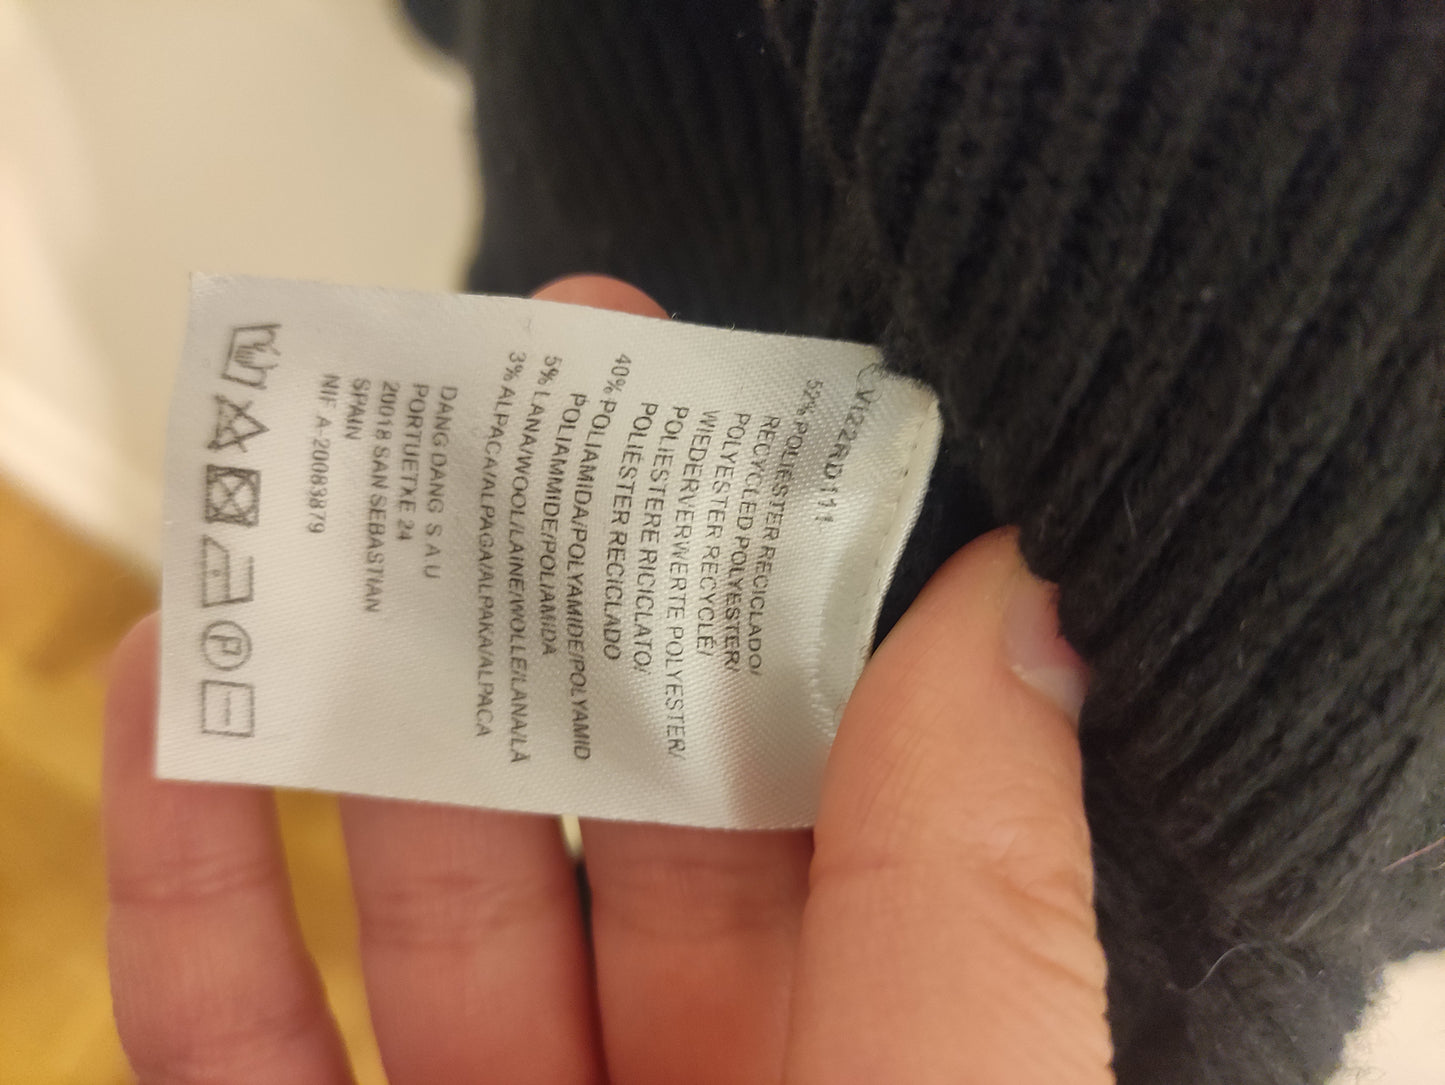 CVI22RD111
52% POLIÉSTER RECICLADO/
RECYCLED POLYESTER/
POLYESTER RECYCLÉ/
WIEDERVERWERTE POLYESTER/
POLIESTERE RICICLATO/
POLIÉSTER RECICLADO
40% POLIAMIDA/POLYAMIDE/POLYAMID
POLIAMMIDE/POLIAMIDA
5% LANA/WOOL/LAINE/WOLLE/LANA/LÃ
3% ALPACA/ALPAGA/ALPAKA/ALPACA
DANG DANG S A U
PORTUETXE 24
20018 SAN SEBASTIAN
SPAIN
NIF A-20083879
P